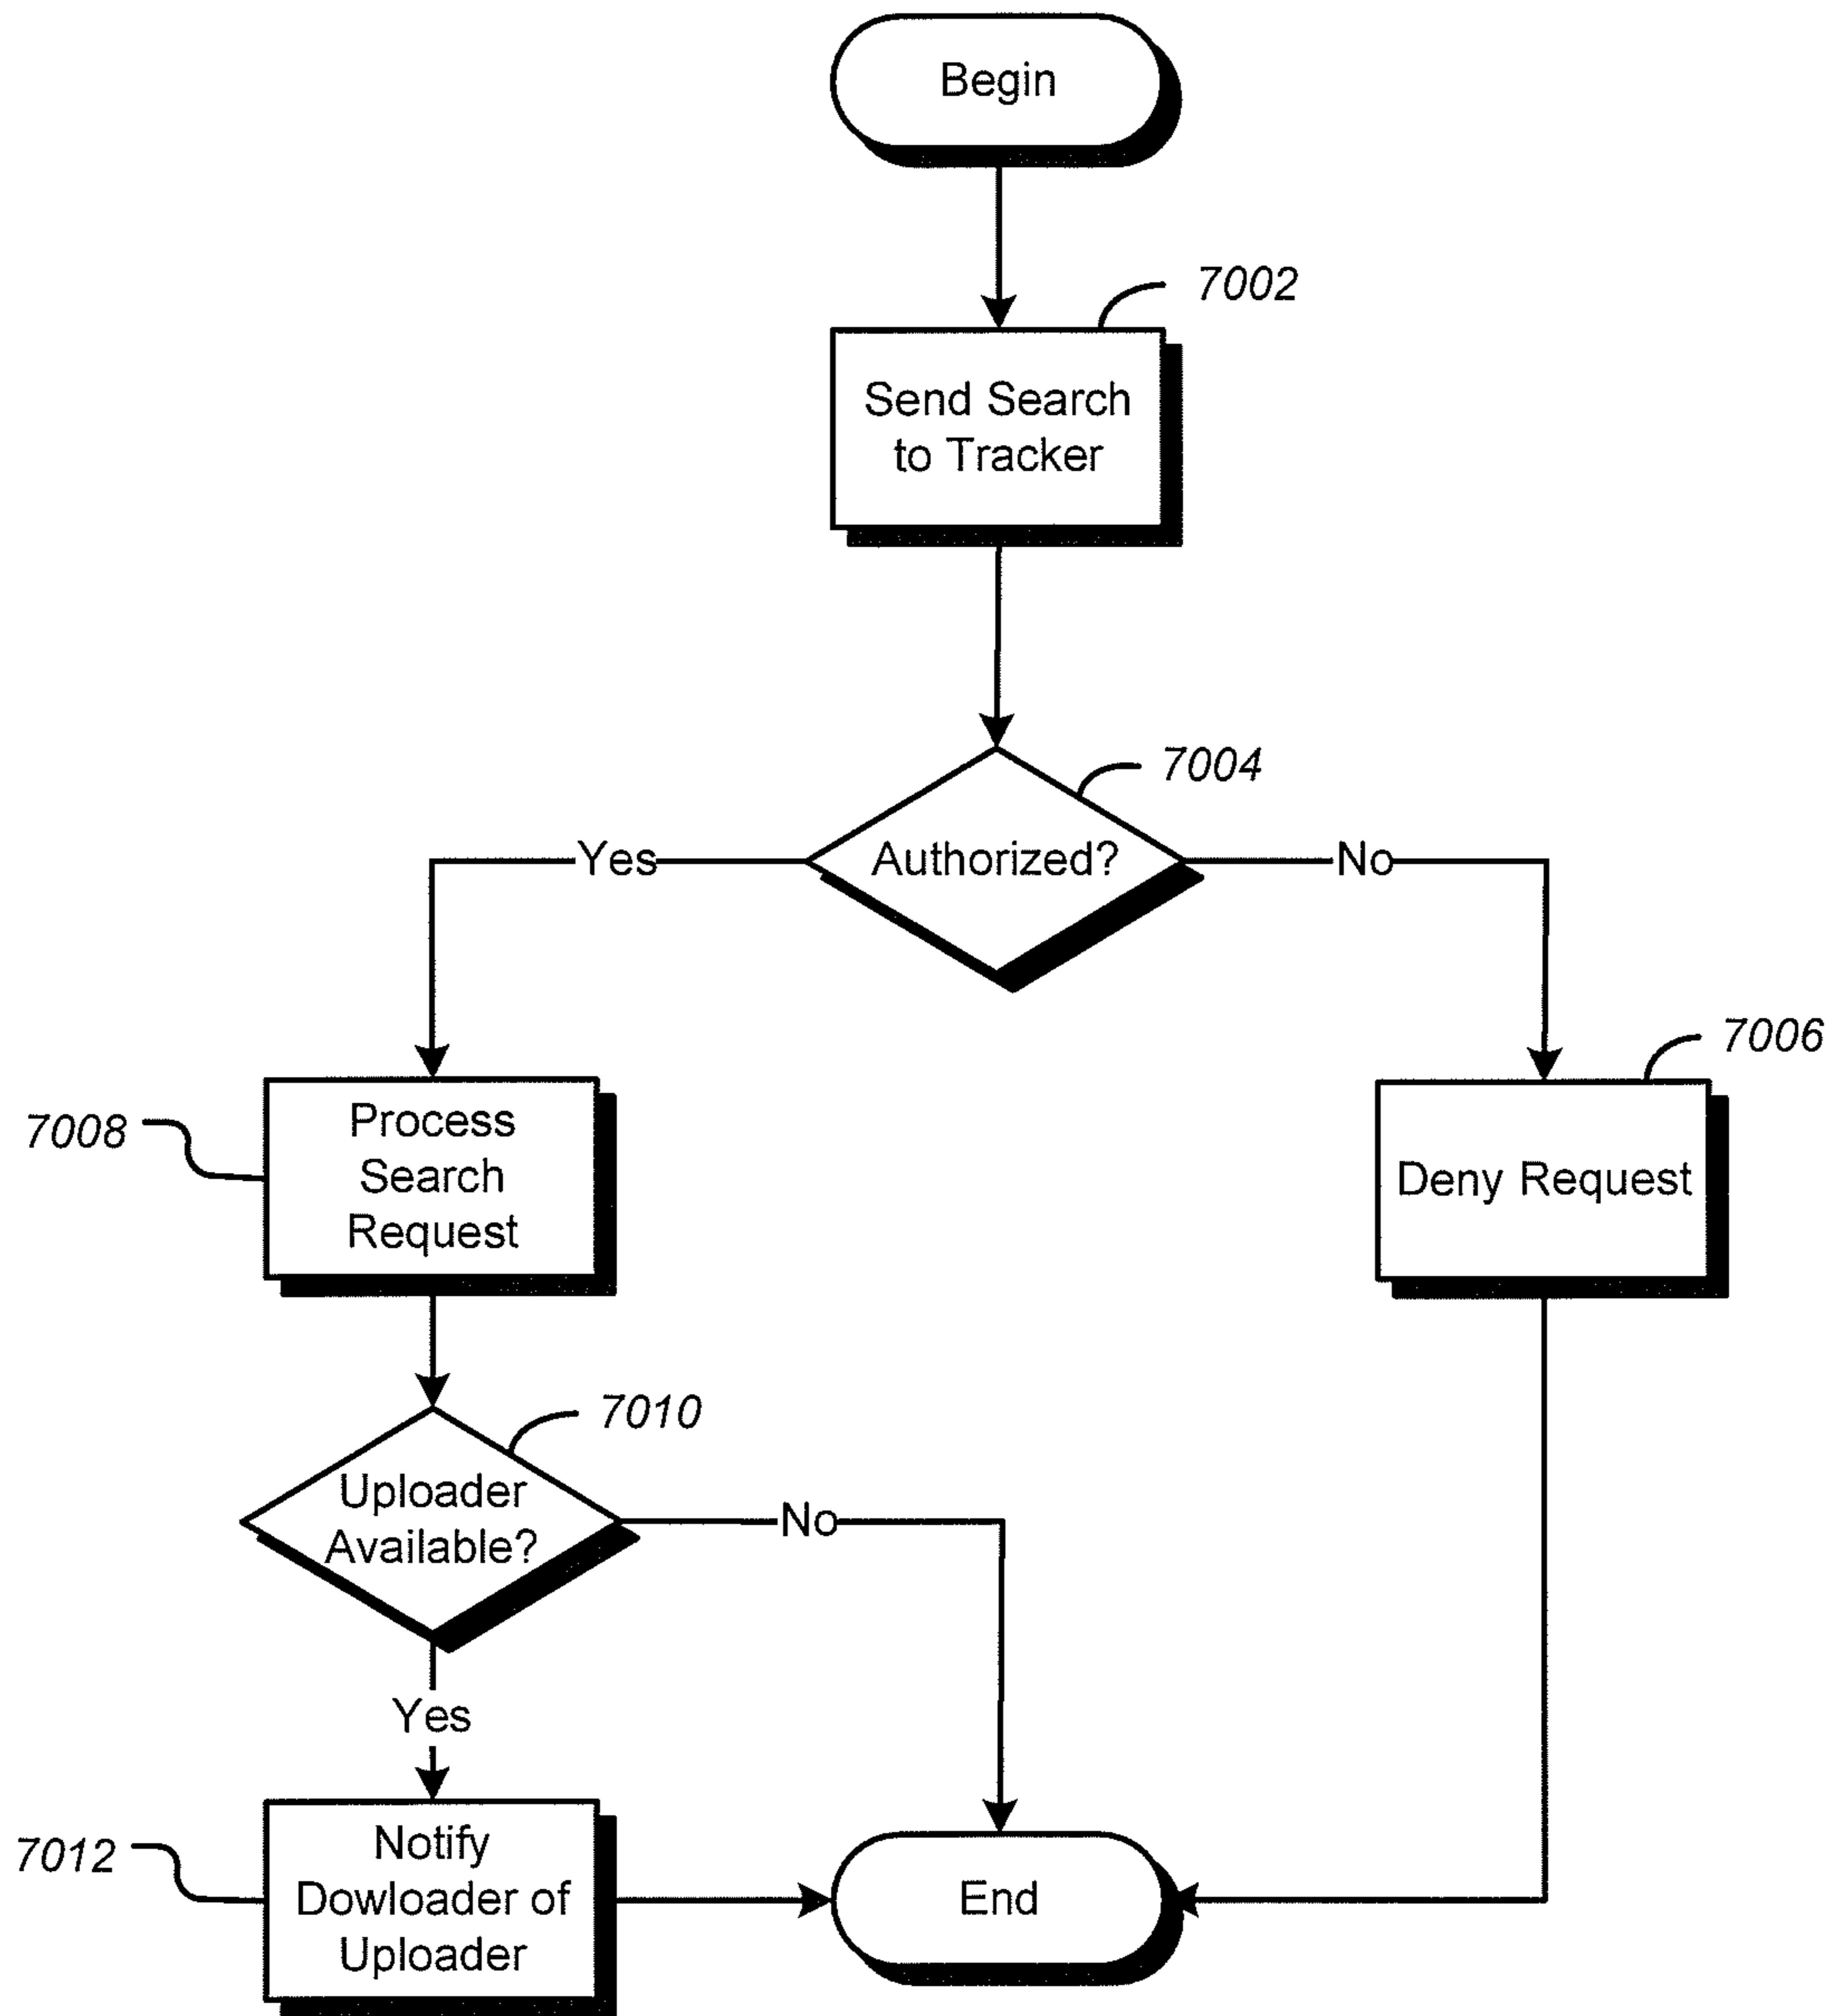 Begin
7002
Send Search
to Tracker
7004
Authorized?
Yes
No
7006
7008
Process
Search
Request
Deny Request
7010
Uploader
Available?
No
Yes
7012
Notify
Dowloader of
Uploader
End